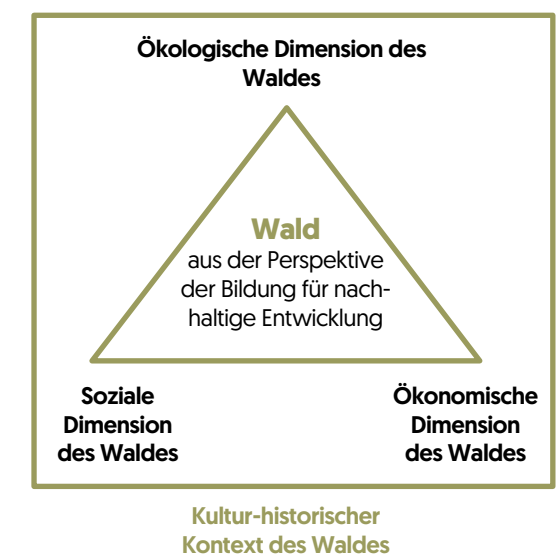 Ökologische Dimension des
Waldes
Wald
aus der Perspektive
der Bildung für nach-
haltige Entwicklung
Soziale
Dimension
des Waldes
Ökonomische
Dimension
des Waldes
Kultur-historischer
Kontext des Waldes